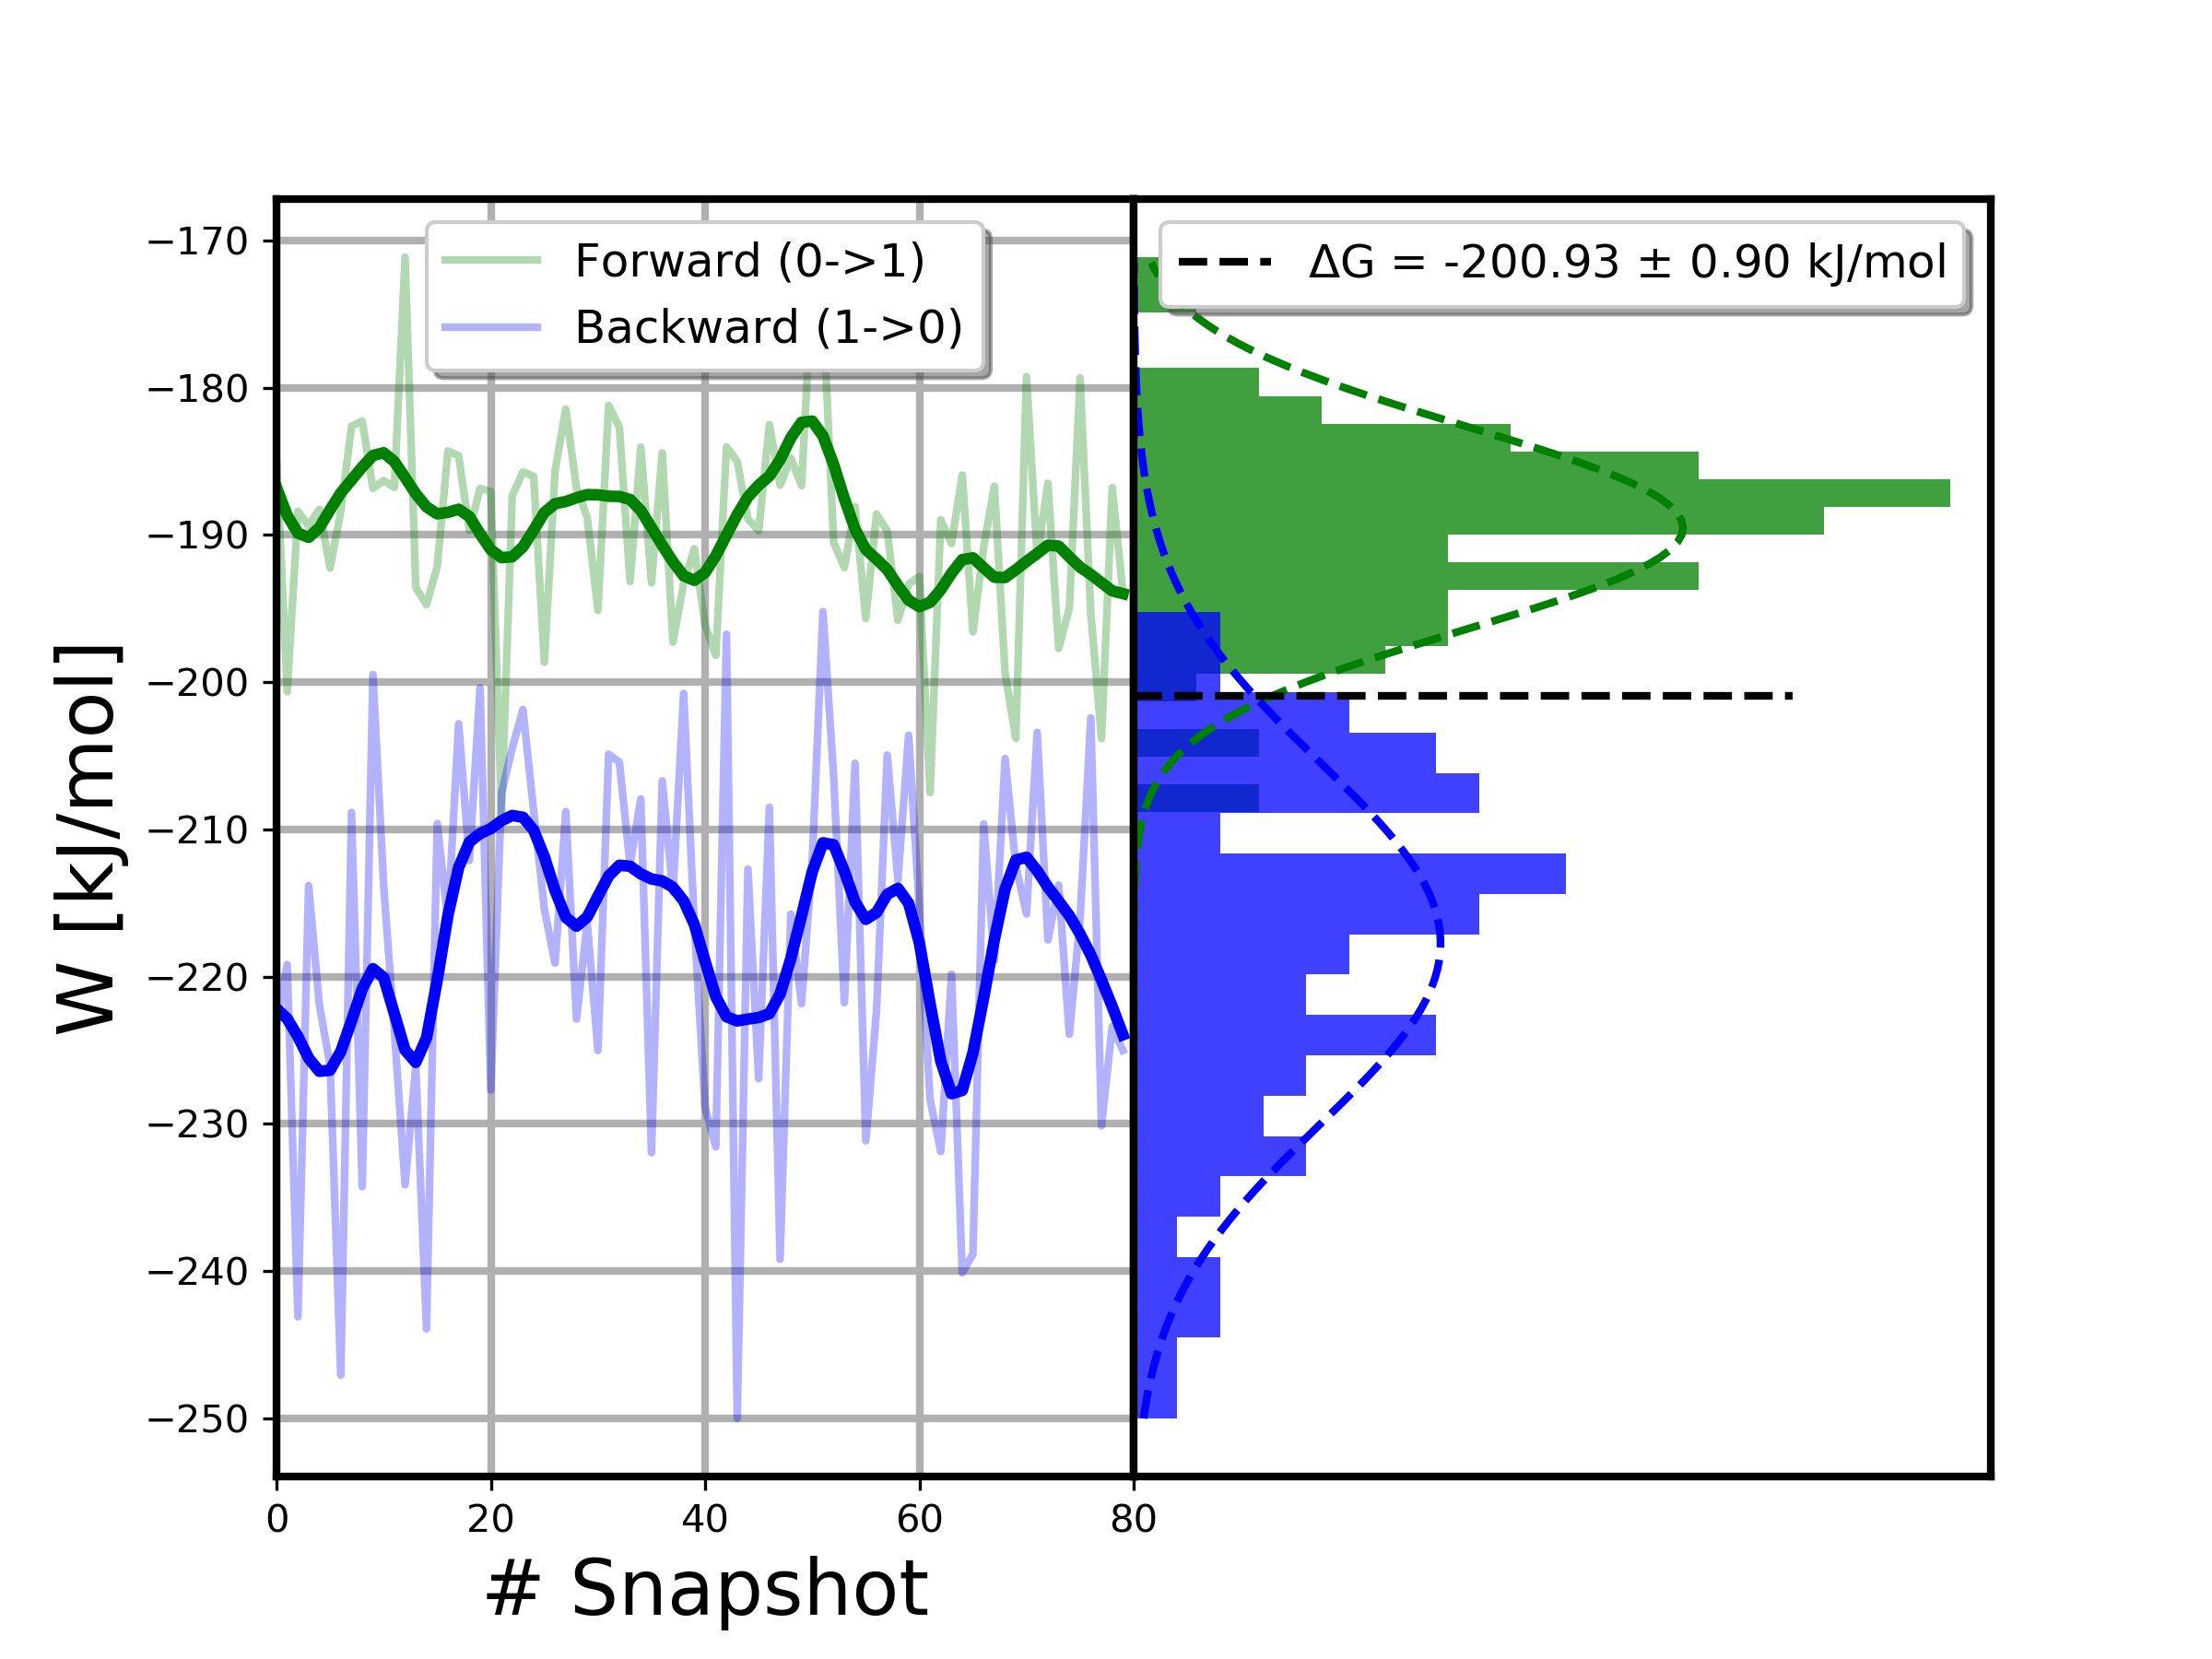 Forward (0->1)
Backward (1->0)
ΔG = -200.93 ± 0.90 kJ/mol
W [kJ/mol]
−170
−180
−190
−200
−210
−220
−230
−240
−250
0 20 40 60 80
# Snapshot